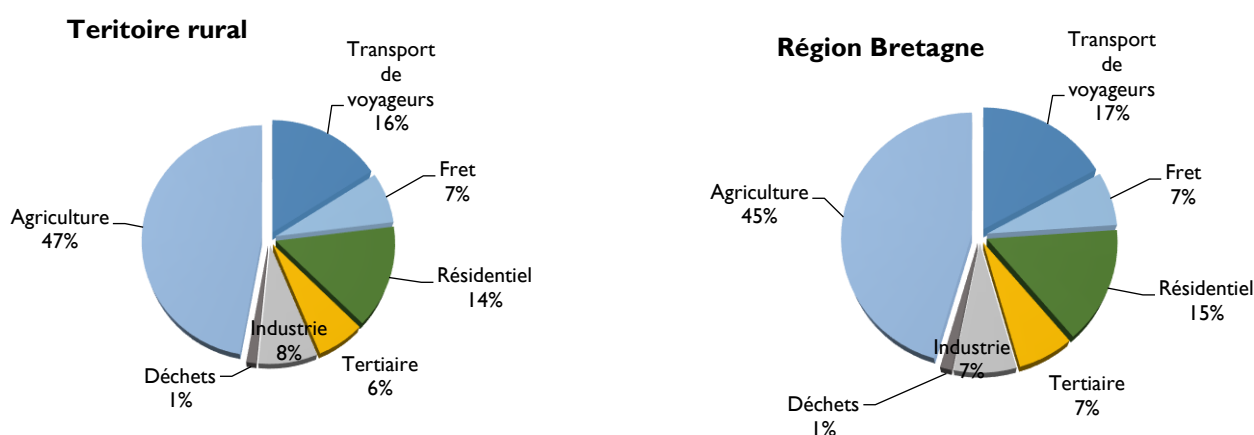 Teritoire rural
Transport
de
voyageurs
16%
Fret
7%
Résidentiel
14%
Tertiaire
6%
Industrie
8%
Déchets
1%
Agriculture
47%
Région Bretagne
Transport
de
voyageurs
17%
Fret
7%
Résidentiel
15%
Tertiaire
7%
Industrie
7%
Déchets
1%
Agriculture
45%